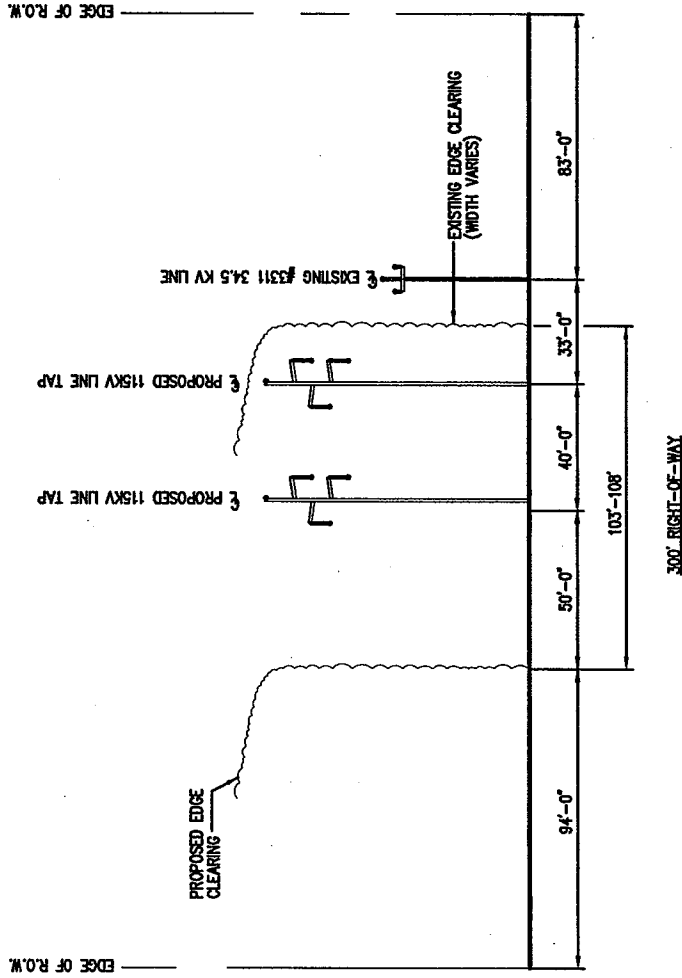 EDGE OF R.O.W.
PROPOSED EDGE
CLEARING
℄ PROPOSED 115KV LINE TAP
℄ PROPOSED 115KV LINE TAP
℄ EXISTING #3311 34.5 KV LINE
EXISTING EDGE CLEARING
(WIDTH VARIES)
EDGE OF R.O.W.
94'-0"
50'-0"
40'-0"
33'-0"
83'-0"
103'-108'
300' RIGHT-OF-WAY